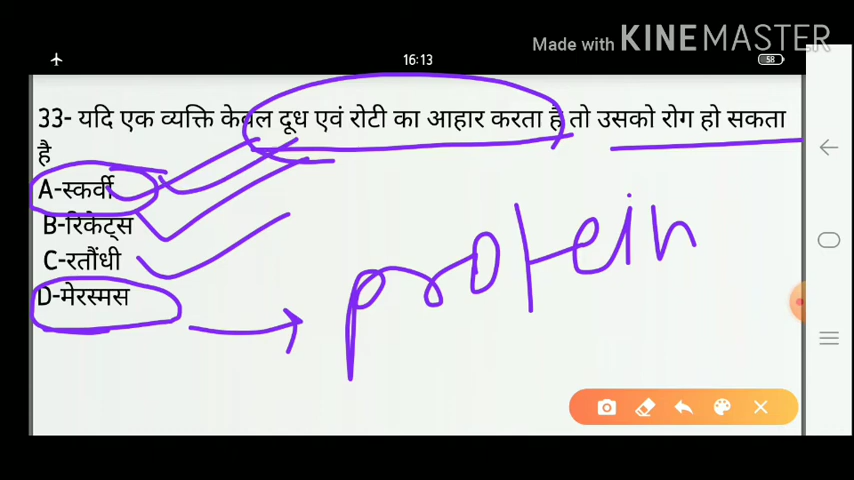 Made with KINEMASTER
16:13
58
33- यदि एक व्यक्ति केवल दूध एवं रोटी का आहार करता है तो उसको रोग हो सकता
है
A-स्कर्वी
B-रिकेट्स
C-रतौंधी
D-मेरस्मस
protein